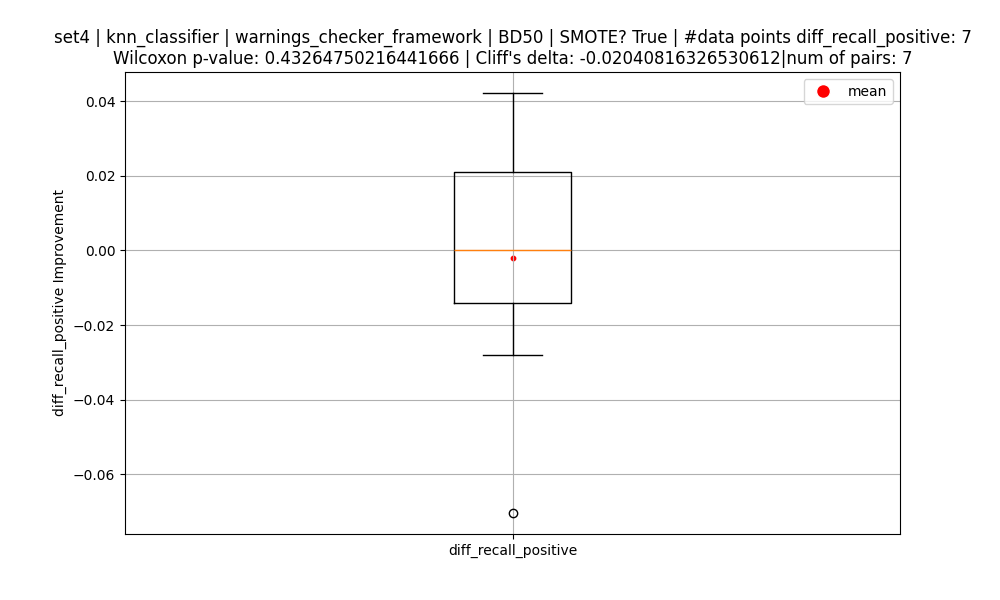 set4 | knn_classifier | warnings_checker_framework | BD50 | SMOTE? True | #data points diff_recall_positive: 7
Wilcoxon p-value: 0.43264750216441666 | Cliff's delta: -0.02040816326530612|num of pairs: 7
mean
0.04
0.02
0.00
−0.02
−0.04
−0.06
diff_recall_positive Improvement
diff_recall_positive